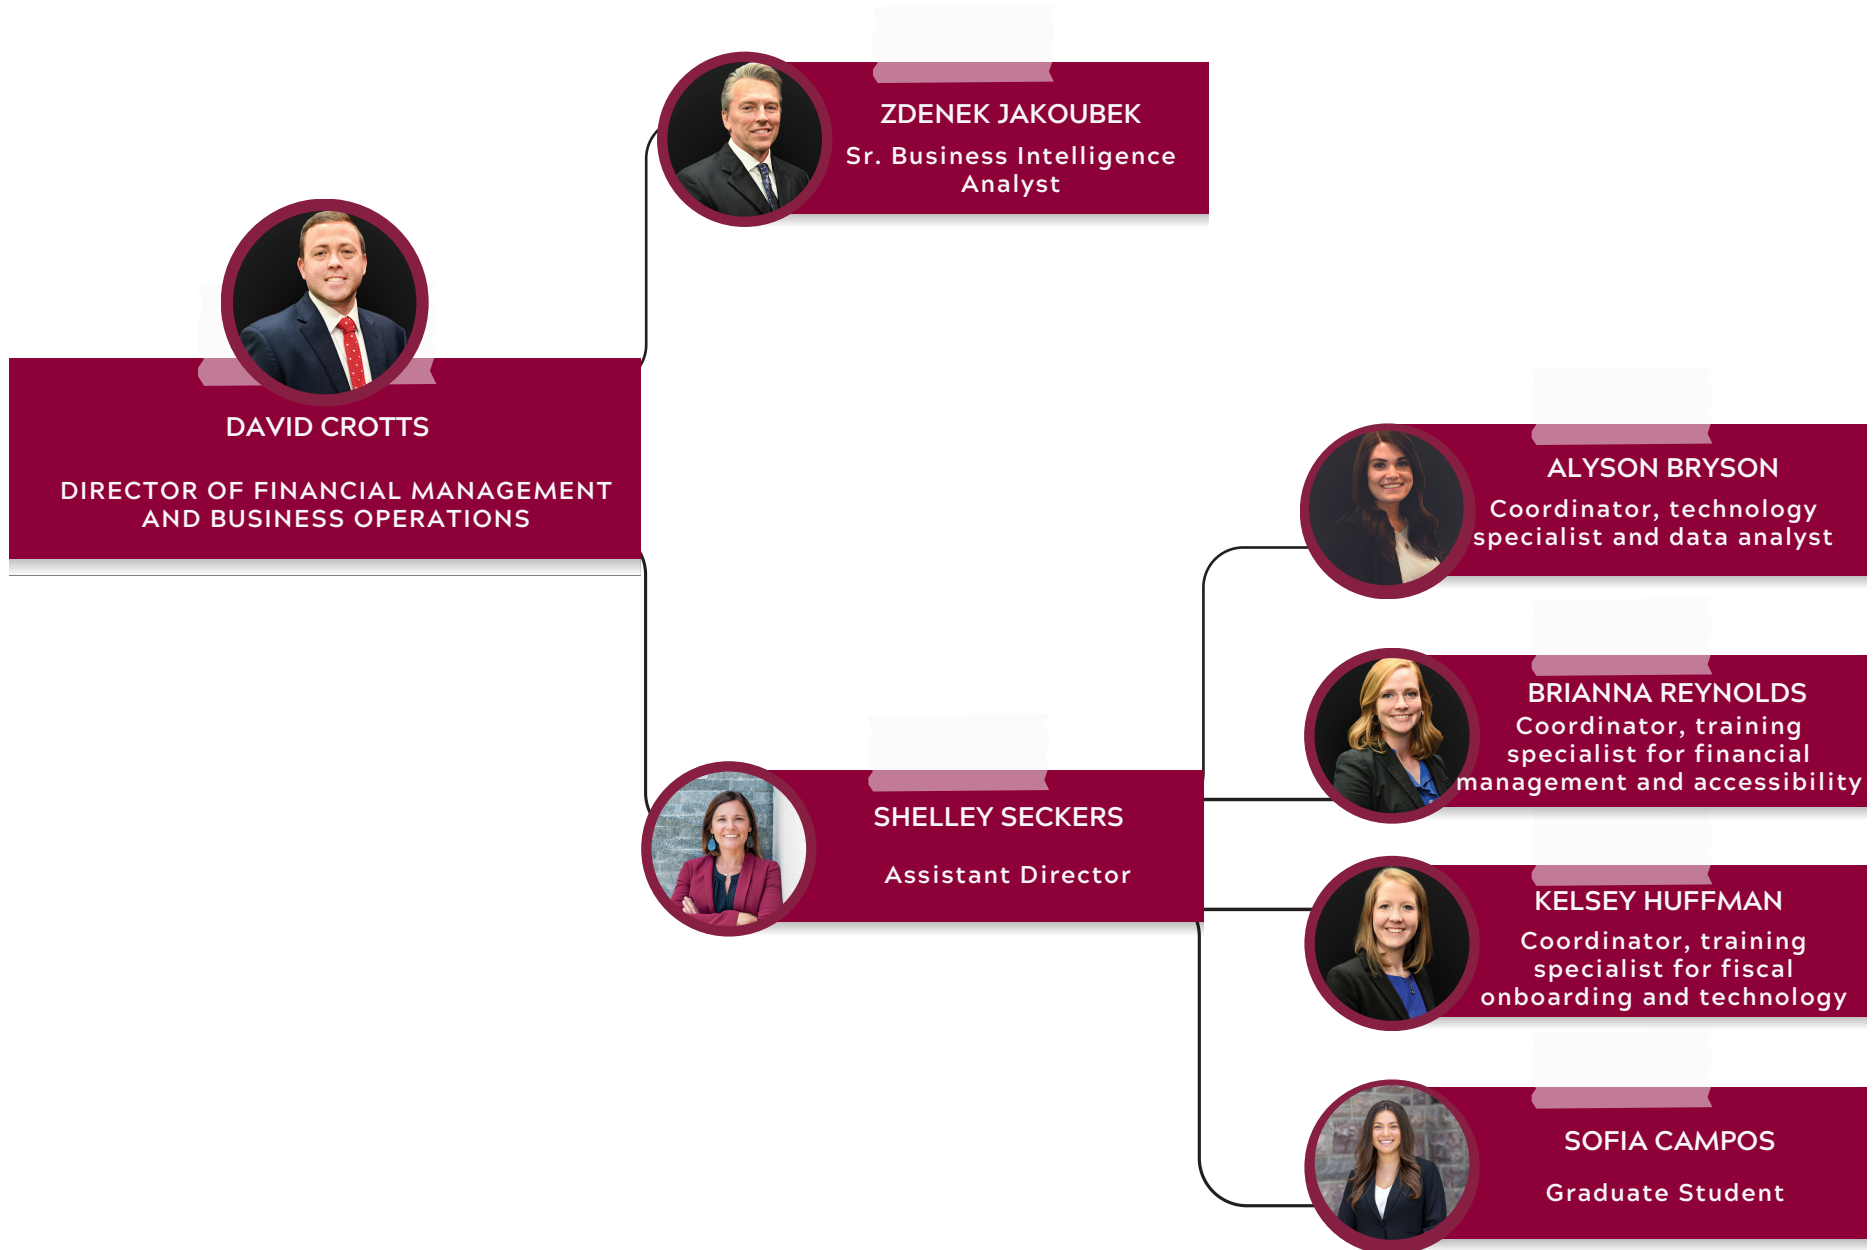 ZDENEK JAKOUBEK
Sr. Business Intelligence
Analyst
DAVID CROTTS
DIRECTOR OF FINANCIAL MANAGEMENT
AND BUSINESS OPERATIONS
ALYSON BRYSON
Coordinator, technology
specialist and data analyst
BRIANNA REYNOLDS
Coordinator, training
specialist for financial
management and accessibility
SHELLEY SECKERS
Assistant Director
KELSEY HUFFMAN
Coordinator, training
specialist for fiscal
onboarding and technology
SOFIA CAMPOS
Graduate Student